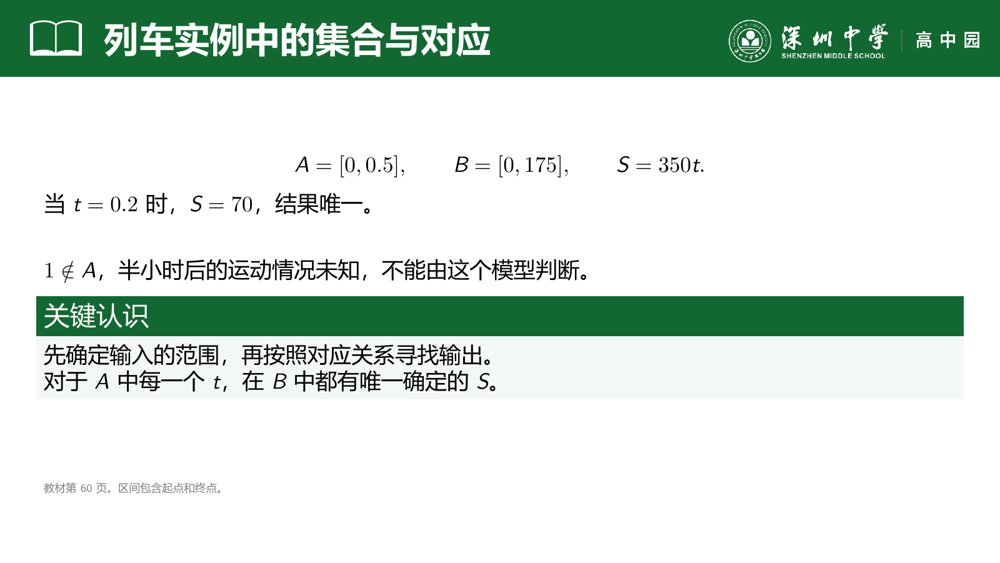 列车实例中的集合与对应
深圳中學
SHENZHEN MIDDLE SCHOOL
高中园
A = [0, 0.5], B = [0, 175], S = 350t.
当 t = 0.2 时，S = 70，结果唯一。
1 ∉ A，半小时后的运动情况未知，不能由这个模型判断。
关键认识
先确定输入的范围，再按照对应关系寻找输出。
对于 A 中每一个 t，在 B 中都有唯一确定的 S。
教材第 60 页。区间包含起点和终点。